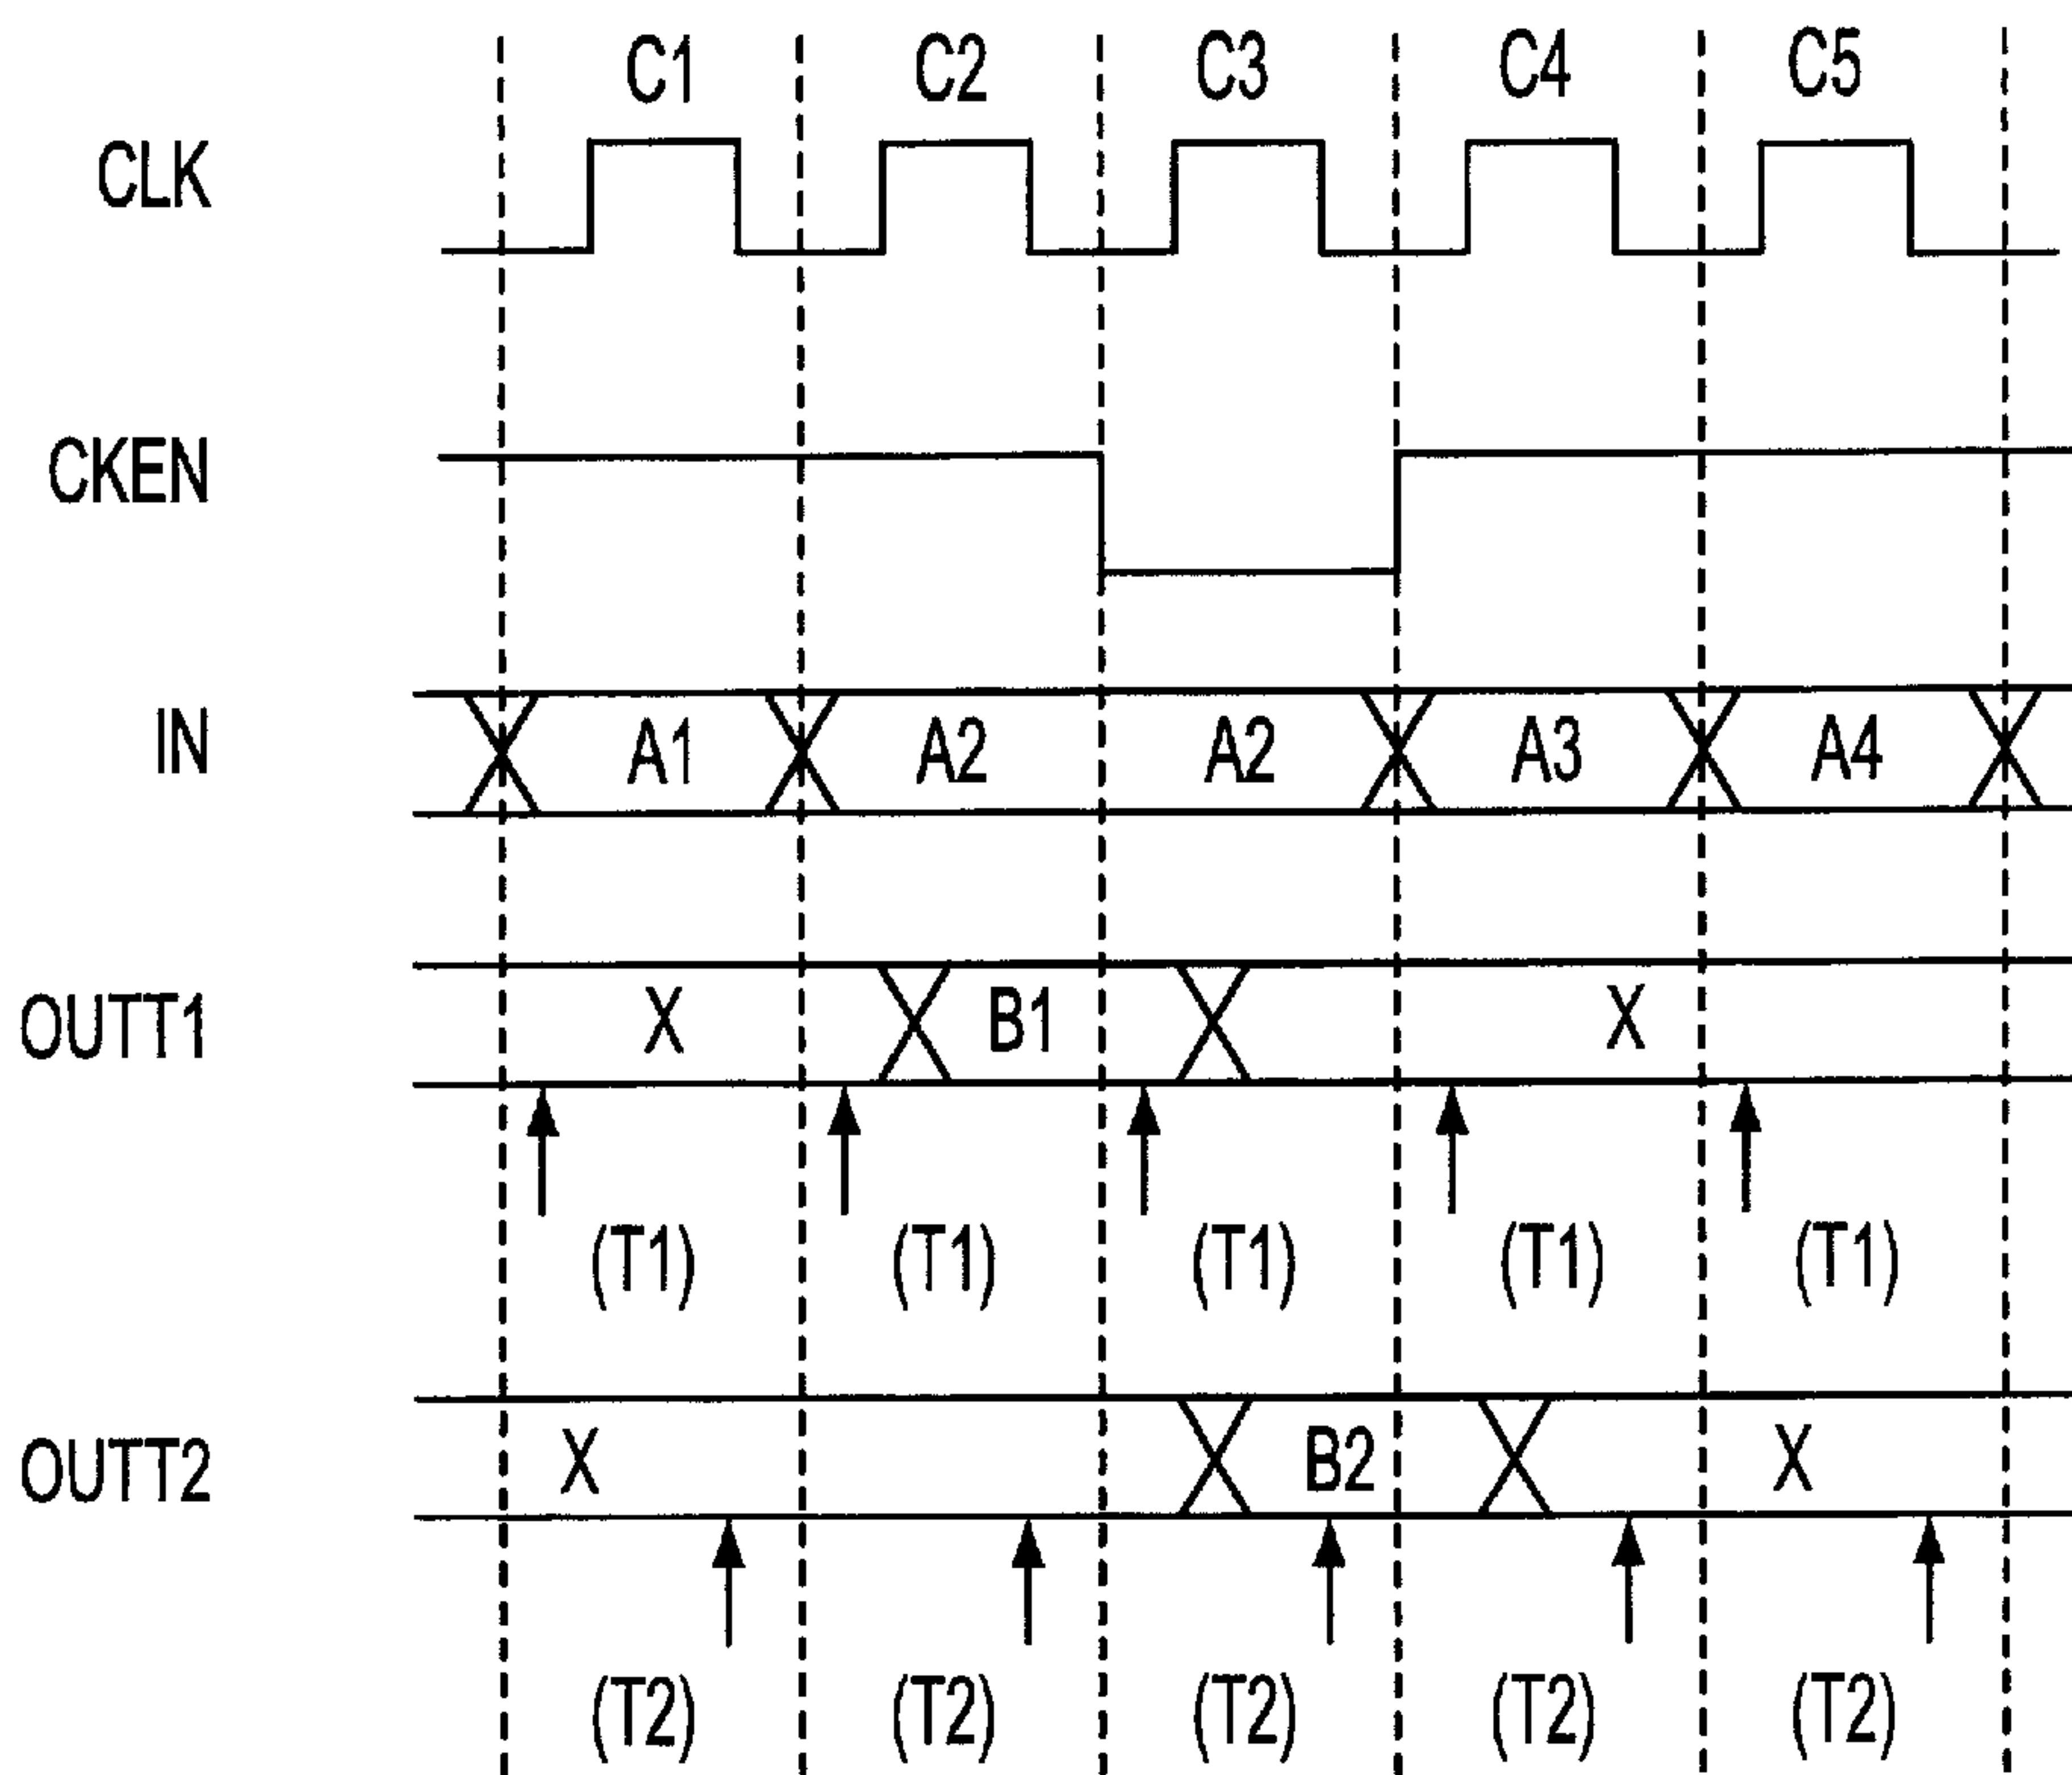 C1 C2 C3 C4 C5
CLK
CKEN
IN A1 A2 A2 A3 A4
OUTT1 X B1 X
(T1) (T1) (T1) (T1) (T1)
OUTT2 X B2 X
(T2) (T2) (T2) (T2) (T2)